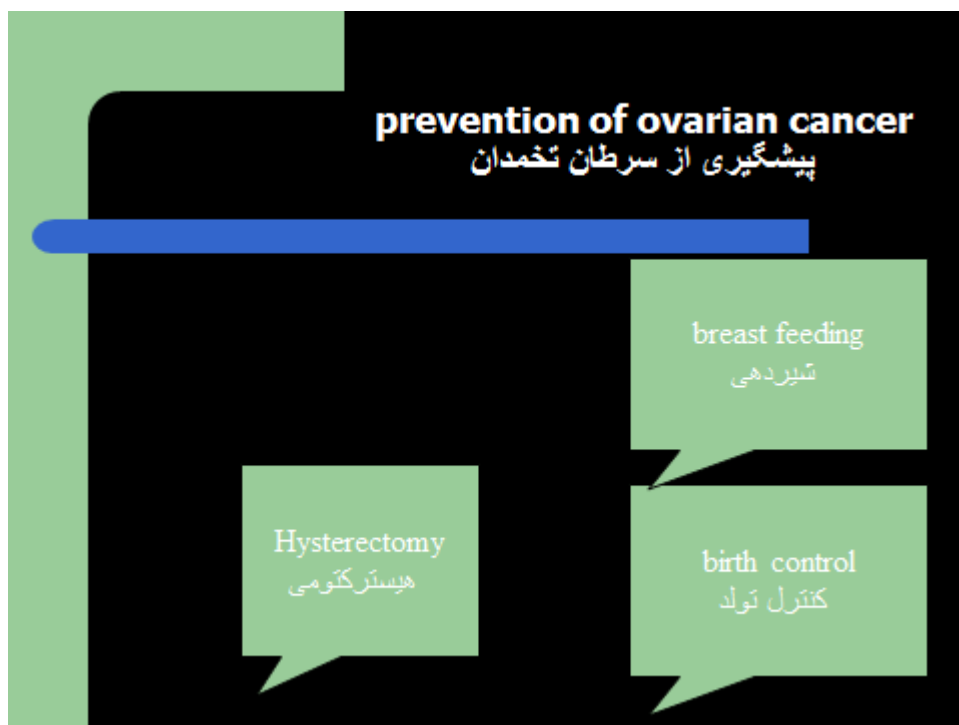 prevention of ovarian cancer
پیشگیری از سرطان تخمدان
breast feeding
شیردهی
Hysterectomy
هیسترکتومی
birth control
کنترل تولد